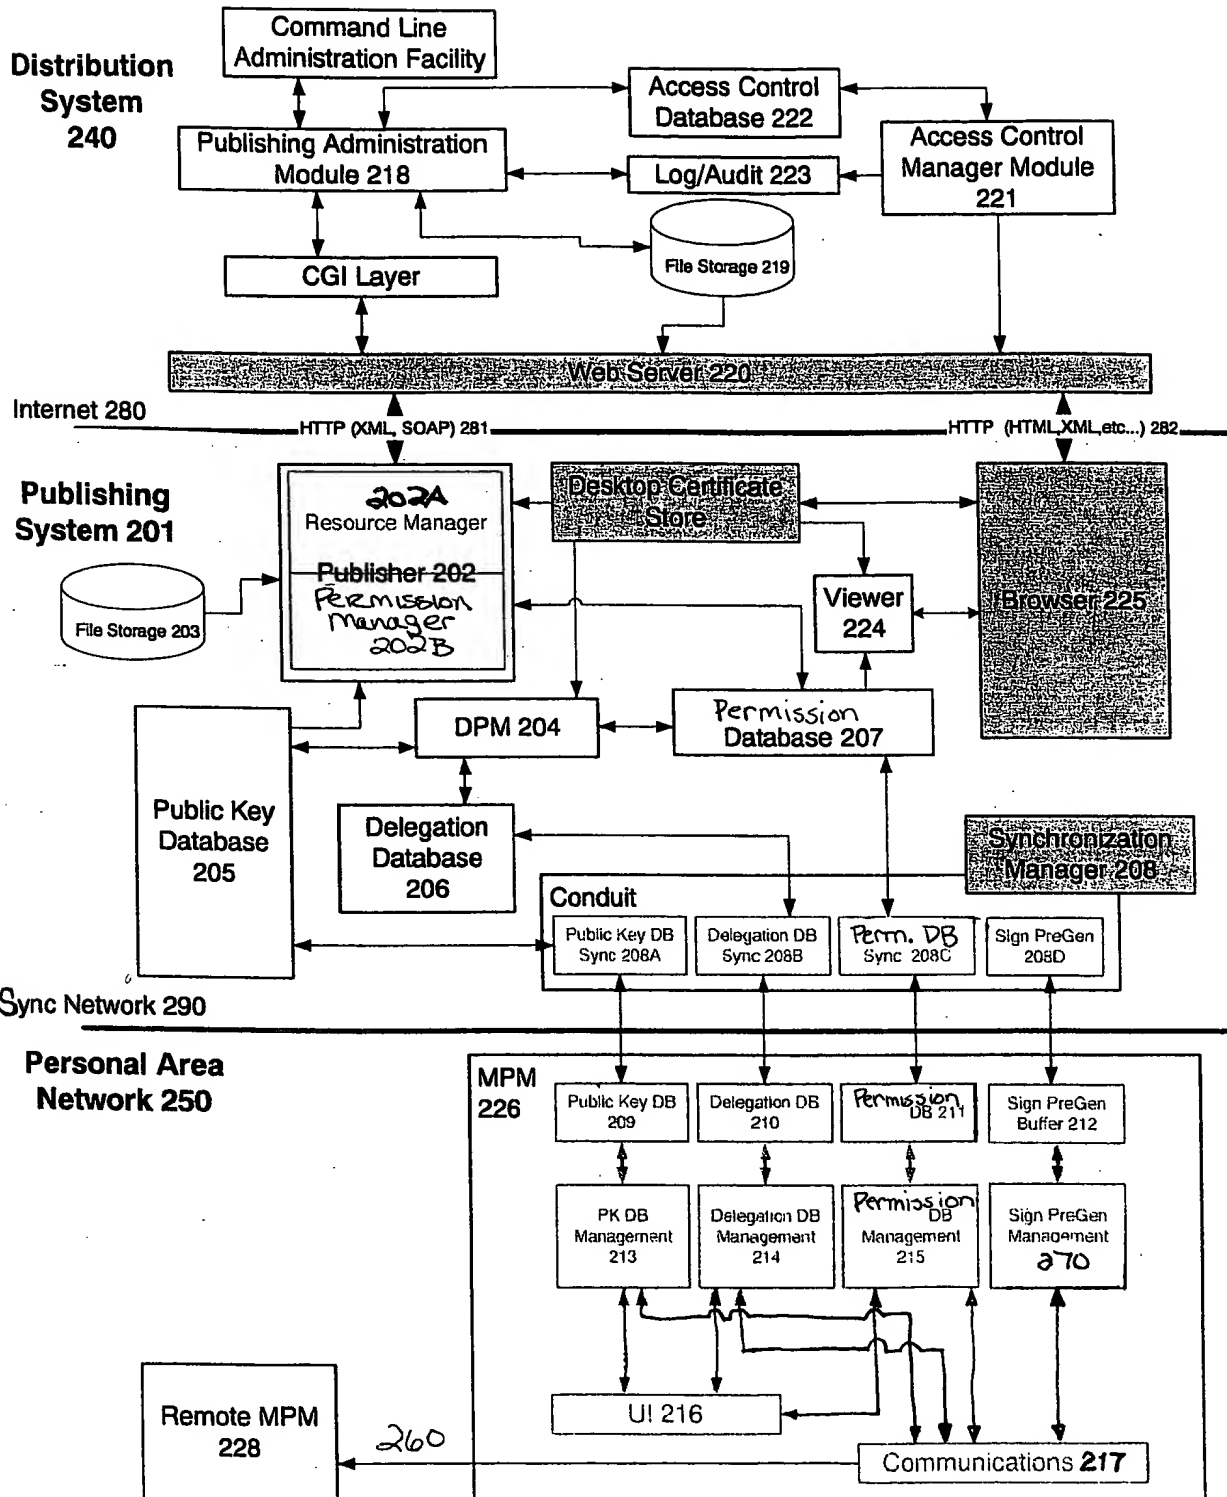 Command Line
Administration Facility
Distribution
System
240
Access Control
Database 222
Publishing Administration
Module 218
Access Control
Manager Module
221
Log/Audit 223
File Storage 219
CGI Layer
Web Server 220
Internet 280
HTTP (XML, SOAP) 281
HTTP (HTML,XML,etc...) 282
Publishing
System 201
202A
Resource Manager
Publisher 202
Permission
Manager
202B
Desktop Certificate
Store
File Storage 203
Viewer
224
Browser 225
DPM 204
Permission
Database 207
Public Key
Database
205
Delegation
Database
206
Synchronization
Manager 208
Conduit
Public Key DB
Sync 208A
Delegation DB
Sync 208B
Perm. DB
Sync 208C
Sign PreGen
208D
Sync Network 290
Personal Area
Network 250
MPM
226
Public Key DB
209
Delegation DB
210
Permission
DB 211
Sign PreGen
Buffer 212
PK DB
Management
213
Delegation DB
Management
214
Permission
DB
Management
215
Sign PreGen
Management
270
UI 216
Remote MPM
228
260
Communications 217